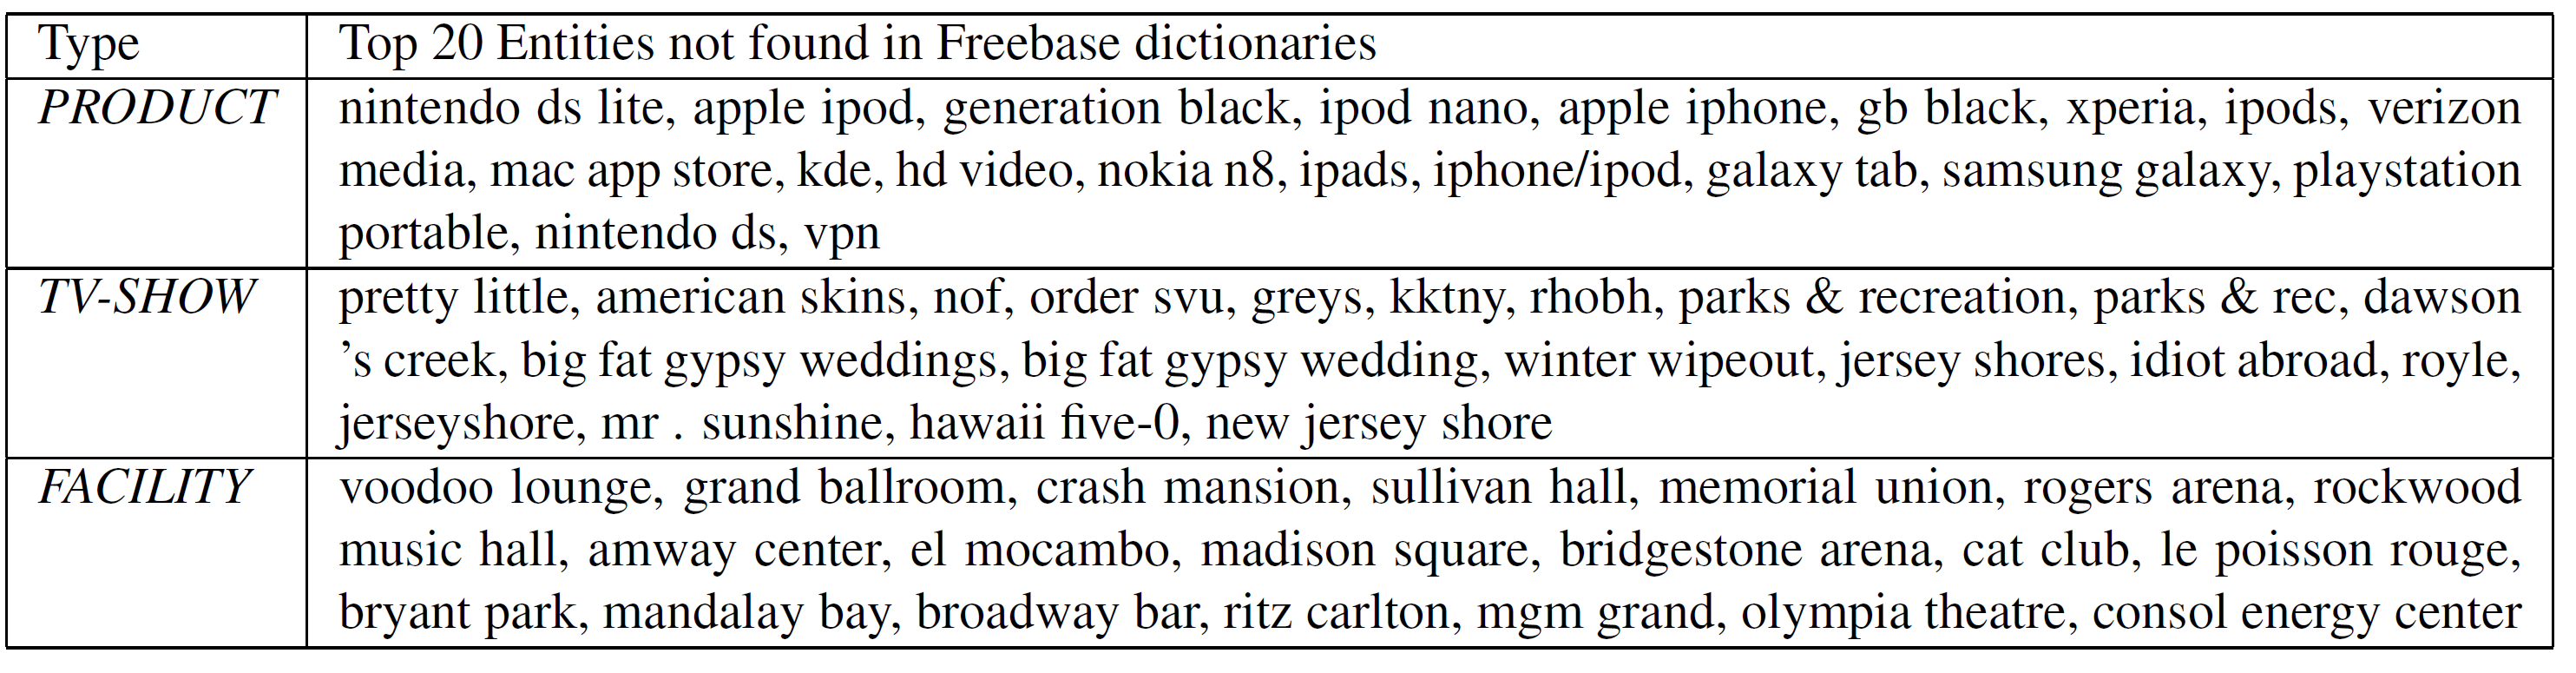 Type Top 20 Entities not found in Freebase dictionaries
PRODUCT nintendo ds lite, apple ipod, generation black, ipod nano, apple iphone, gb black, xperia, ipods, verizon
media, mac app store, kde, hd video, nokia n8, ipads, iphone/ipod, galaxy tab, samsung galaxy, playstation
portable, nintendo ds, vpn
TV-SHOW pretty little, american skins, nof, order svu, greys, kktny, rhobh, parks & recreation, parks & rec, dawson
’s creek, big fat gypsy weddings, big fat gypsy wedding, winter wipeout, jersey shores, idiot abroad, royle,
jerseyshore, mr . sunshine, hawaii five-0, new jersey shore
FACILITY voodoo lounge, grand ballroom, crash mansion, sullivan hall, memorial union, rogers arena, rockwood
music hall, amway center, el mocambo, madison square, bridgestone arena, cat club, le poisson rouge,
bryant park, mandalay bay, broadway bar, ritz carlton, mgm grand, olympia theatre, consol energy center